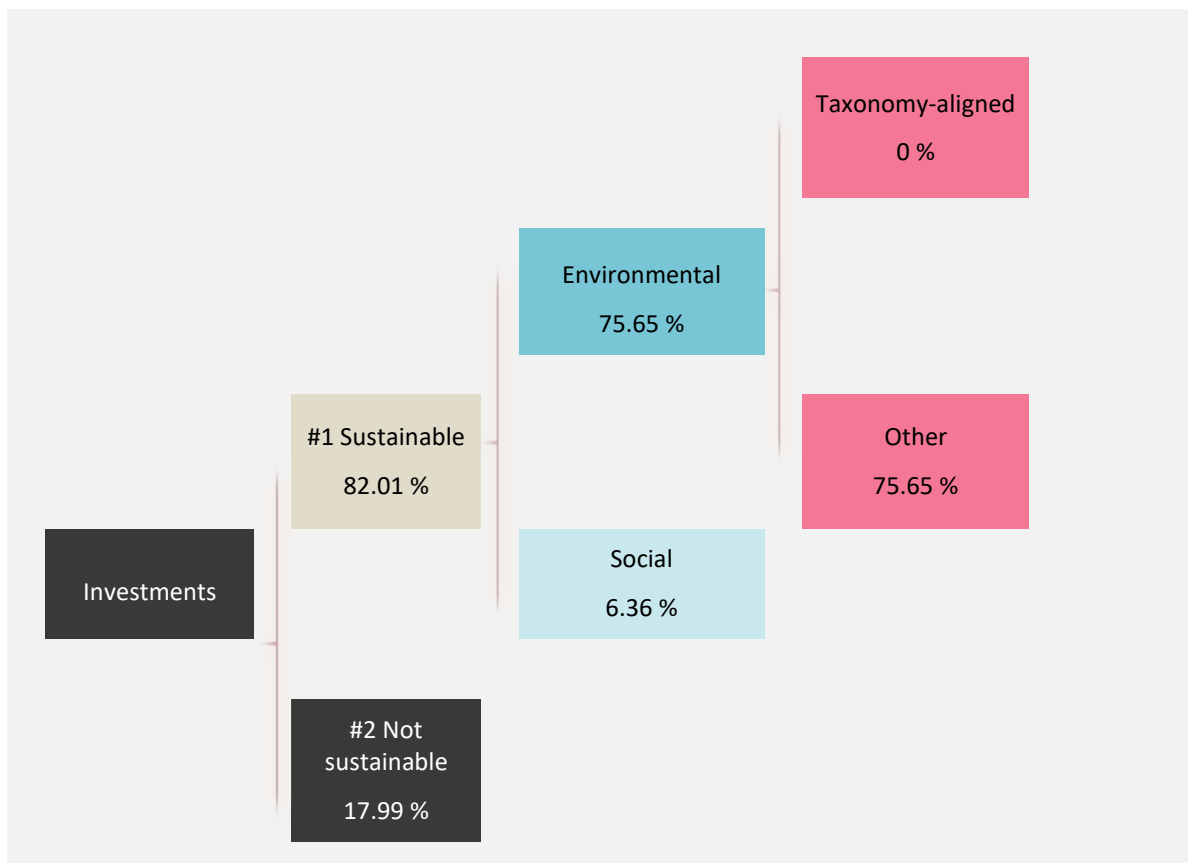 Taxonomy-aligned
0 %
Environmental
75.65 %
#1 Sustainable
82.01 %
Other
75.65 %
Investments
Social
6.36 %
#2 Not
sustainable
17.99 %